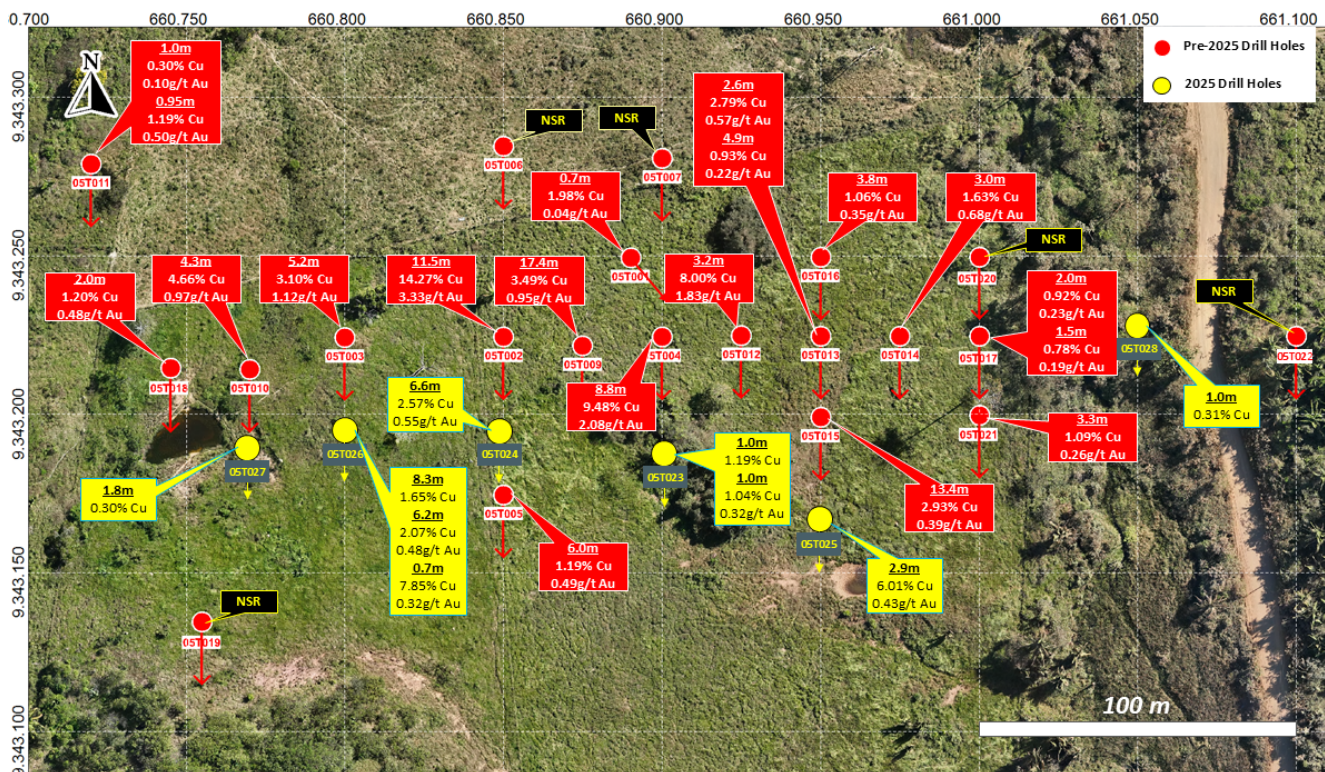 0.700
660.750
660.800
660.850
660.900
660.950
661.000
661.050
661.100
Pre-2025 Drill Holes
2025 Drill Holes
N
9.343.300
9.343.250
9.343.200
9.343.150
9.343.100
1.0m
0.30% Cu
0.10g/t Au
0.95m
1.19% Cu
0.50g/t Au
05T011
NSR
05T006
NSR
05T007
2.6m
2.79% Cu
0.57g/t Au
4.9m
0.93% Cu
0.22g/t Au
0.7m
1.98% Cu
0.04g/t Au
05T001
3.8m
1.06% Cu
0.35g/t Au
05T016
3.0m
1.63% Cu
0.68g/t Au
NSR
05T020
2.0m
1.20% Cu
0.48g/t Au
05T018
4.3m
4.66% Cu
0.97g/t Au
05T010
5.2m
3.10% Cu
1.12g/t Au
05T003
11.5m
14.27% Cu
3.33g/t Au
05T002
17.4m
3.49% Cu
0.95g/t Au
05T009
05T004
3.2m
8.00% Cu
1.83g/t Au
05T012
05T013
05T014
05T017
2.0m
0.92% Cu
0.23g/t Au
1.5m
0.78% Cu
0.19g/t Au
05T028
NSR
05T022
6.6m
2.57% Cu
0.55g/t Au
05T024
8.8m
9.48% Cu
2.08g/t Au
1.0m
0.31% Cu
05T015
05T021
3.3m
1.09% Cu
0.26g/t Au
05T027
1.8m
0.30% Cu
05T026
8.3m
1.65% Cu
6.2m
2.07% Cu
0.48g/t Au
0.7m
7.85% Cu
0.32g/t Au
05T005
6.0m
1.19% Cu
0.49g/t Au
05T023
1.0m
1.19% Cu
1.0m
1.04% Cu
0.32g/t Au
13.4m
2.93% Cu
0.39g/t Au
05T025
2.9m
6.01% Cu
0.43g/t Au
NSR
05T019
100 m